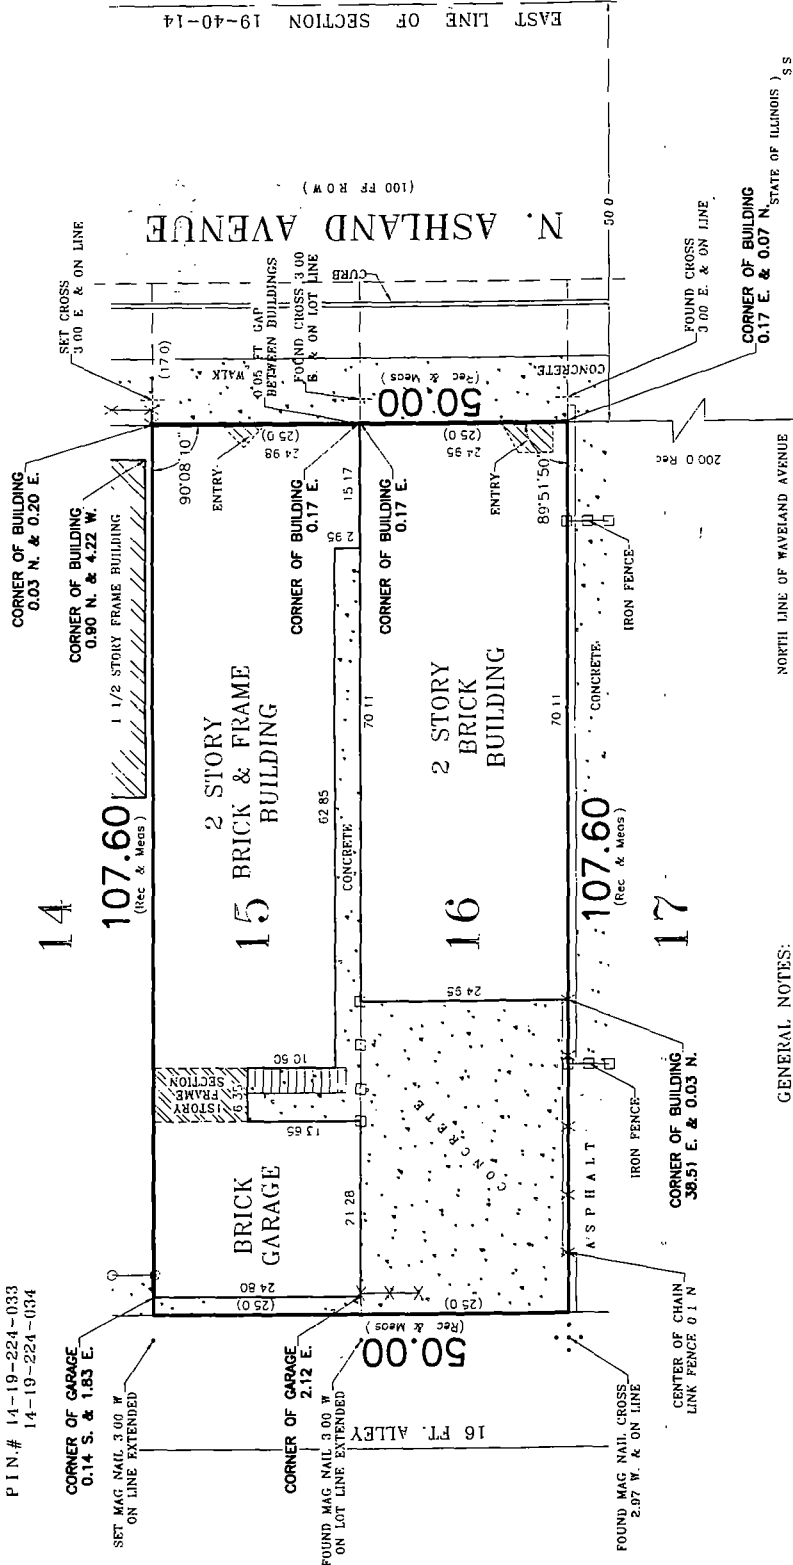 P I N.# 14-19-224-033
14-19-224-034
CORNER OF GARAGE
0.14 S. & 1.83 E.
SET MAG NAIL 3 00 W
ON LINE EXTENDED
CORNER OF GARAGE
2.12 E.
FOUND MAG NAIL 3 00 W
ON LOT LINE EXTENDED
16 FT. ALLEY
FOUND MAG NAIL CROSS
2.97 W. & ON LINE
CENTER OF CHAIN
LINK FENCE 0 1 N
50.00
(Rec & Meas)
(25 0)
24 80
(25 0)
BRICK
GARAGE
21 28
13 65
1STORY
FRAME
SECTION
6 35
10 50
CONCRETE
ASPHALT
IRON FENCE
CORNER OF BUILDING
38.51 E. & 0.03 N.
14
107.60
(Rec & Meas)
15
2 STORY
BRICK & FRAME
BUILDING
62 85
CONCRETE
2 95
15 17
70 11
16
2 STORY
BRICK
BUILDING
24 95
70 11
107.60
(Rec & Meas)
17
CONCRETE
IRON FENCE
1 1/2 STORY FRAME BUILDING
CORNER OF BUILDING
0.03 N. & 0.20 E.
CORNER OF BUILDING
0.90 N. & 4.22 W.
90°08'10"
ENTRY
24 98
(25 0)
CORNER OF BUILDING
0.17 E.
CORNER OF BUILDING
0.17 E.
ENTRY
24 95
(25 0)
89°51'50"
50.00
(Rec & Meas)
SET CROSS
3 00 E. & ON LINE
(17 0)
WALK
0.05 FT GAP
BETWEEN BUILDINGS
FOUND CROSS 3 00
E. & ON LOT LINE
CURB
CONCRETE
FOUND CROSS
3 00 E. & ON LINE
CORNER OF BUILDING
0.17 E. & 0.07 N.
200 0 Rec
N. ASHLAND AVENUE
(100 FT R O W)
50 0
EAST LINE OF SECTION 19-40-14
NORTH LINE OF WAVELAND AVENUE
GENERAL NOTES:
STATE OF ILLINOIS )
S S